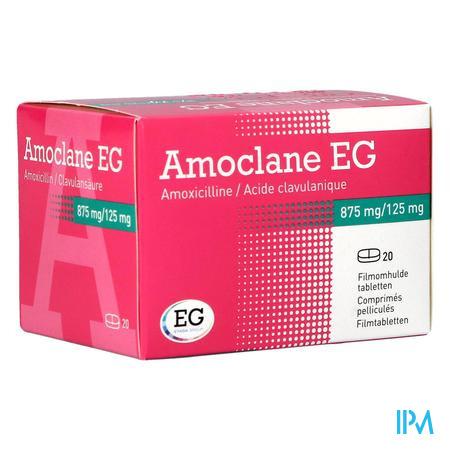 Amoclane EG
Amoxicillin / Clavulansäure
875 mg/125 mg
20
Amoclane EG
Amoxicilline / Acide clavulanique
875 mg/125 mg
20
Filmomhulde
tabletten
Comprimés
pelliculés
Filmtabletten
EG
IPM